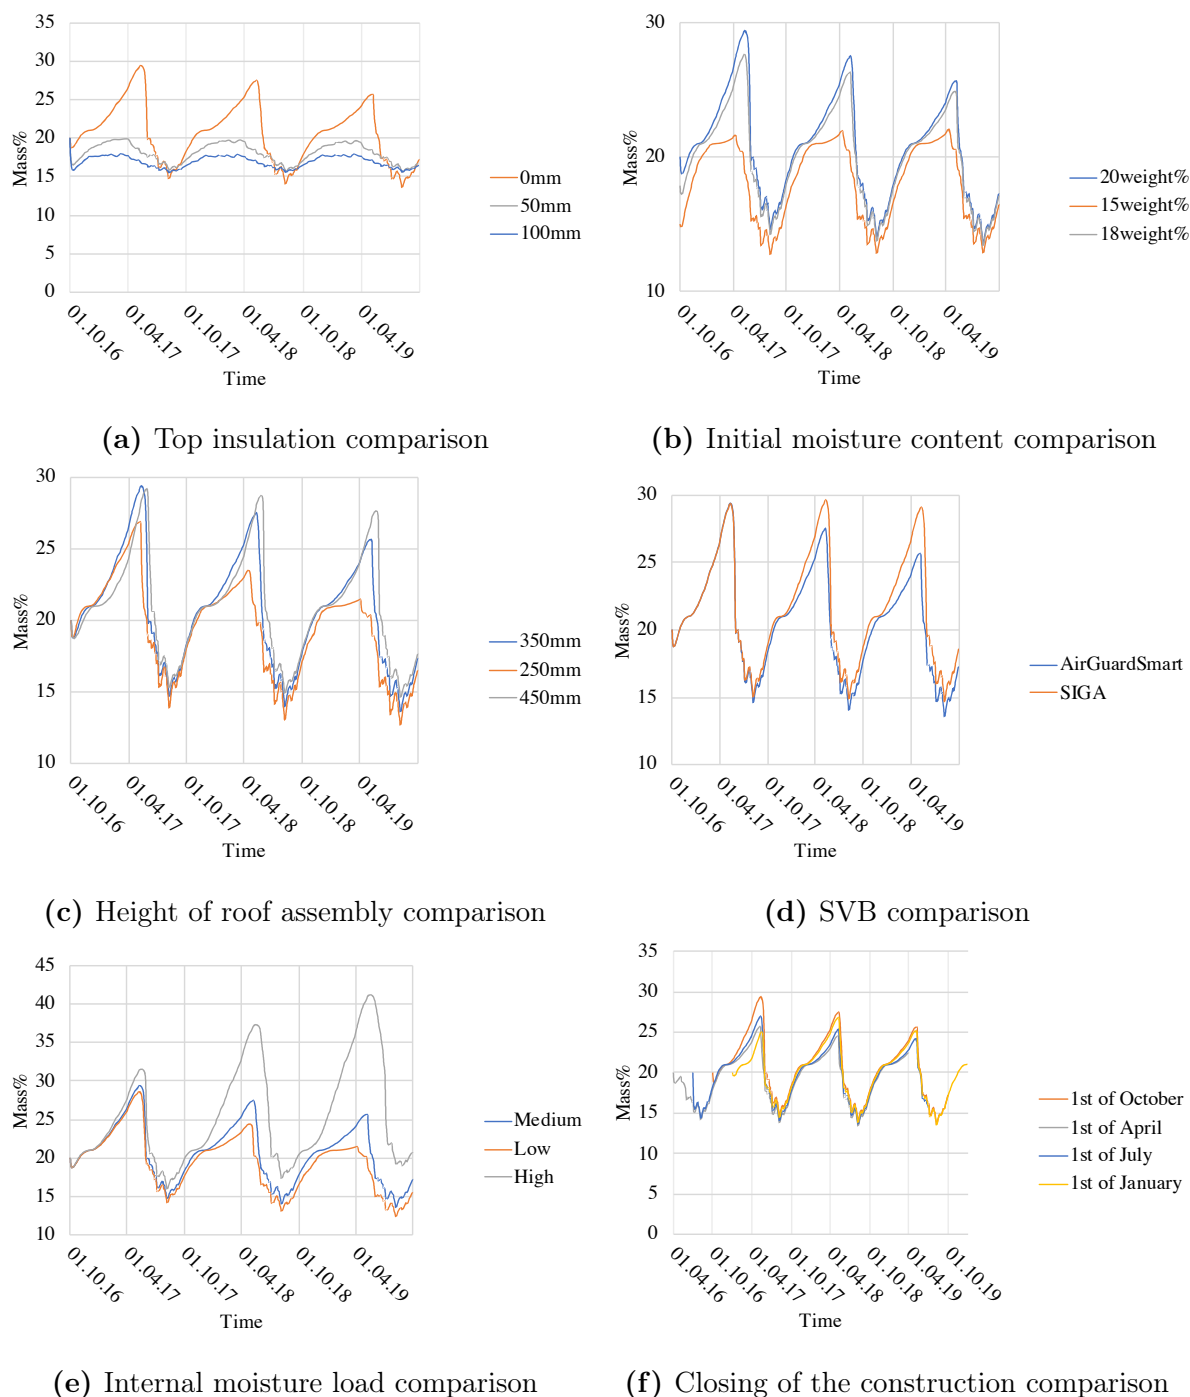 35
30
25
20
15
10
5
0
Mass%
01.10.16
01.04.17
01.10.17
01.04.18
01.10.18
01.04.19
Time
0mm
50mm
100mm
(a) Top insulation comparison
30
20
10
Mass%
01.10.16
01.04.17
01.10.17
01.04.18
01.10.18
01.04.19
Time
20weight%
15weight%
18weight%
(b) Initial moisture content comparison
30
25
20
15
10
Mass%
01.10.16
01.04.17
01.10.17
01.04.18
01.10.18
01.04.19
Time
350mm
250mm
450mm
(c) Height of roof assembly comparison
30
25
20
15
10
Mass%
01.10.16
01.04.17
01.10.17
01.04.18
01.10.18
01.04.19
Time
AirGuardSmart
SIGA
(d) SVB comparison
45
40
35
30
25
20
15
10
Mass%
01.10.16
01.04.17
01.10.17
01.04.18
01.10.18
01.04.19
Time
Medium
Low
High
(e) Internal moisture load comparison
35
30
25
20
15
10
5
0
Mass%
01.04.16
01.10.16
01.04.17
01.10.17
01.04.18
01.10.18
01.04.19
01.10.19
Time
1st of October
1st of April
1st of July
1st of January
(f) Closing of the construction comparison